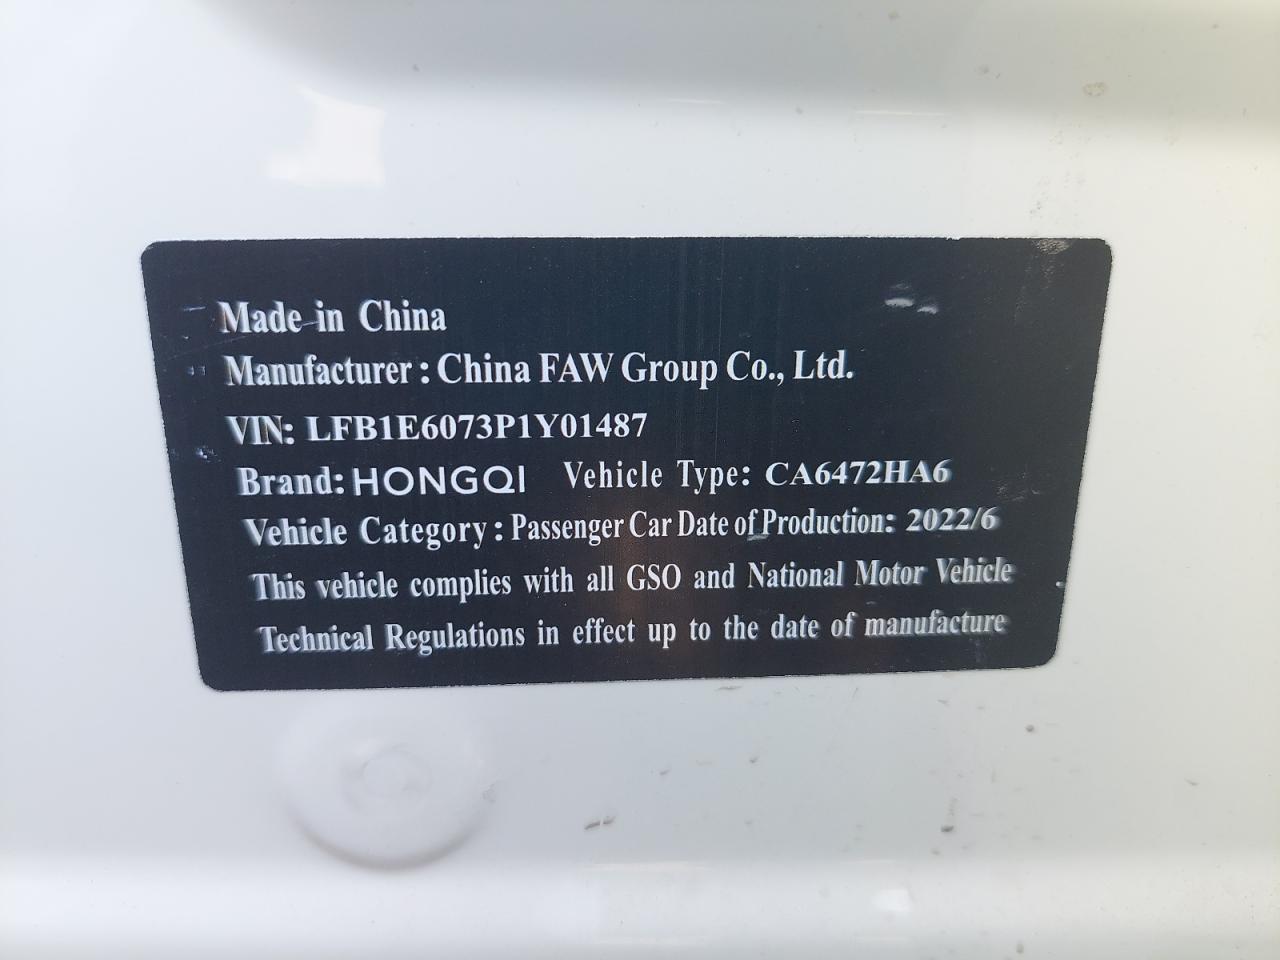 Made in China
Manufacturer : China FAW Group Co., Ltd.
VIN: LFB1E6073P1Y01487
Brand: HONGQI Vehicle Type: CA6472HA6
Vehicle Category : Passenger Car Date of Production: 2022/6
This vehicle complies with all GSO and National Motor Vehicle
Technical Regulations in effect up to the date of manufacture